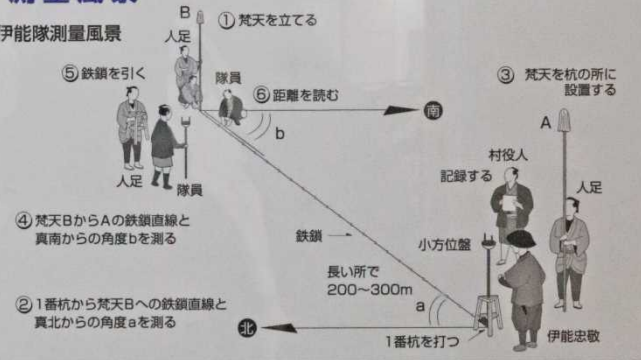 伊能隊測量風景
B
① 梵天を立てる
人足
⑤ 鉄鎖を引く
隊員
⑥ 距離を読む
③ 梵天を杭の所に
設置する
南
b
A
村役人
記録する
人足
人足
隊員
④ 梵天BからAの鉄鎖直線と
真南からの角度bを測る
鉄鎖
小方位盤
長い所で
200～300m
a
② 1番杭から梵天Bへの鉄鎖直線と
真北からの角度aを測る
北
1番杭を打つ
伊能忠敬